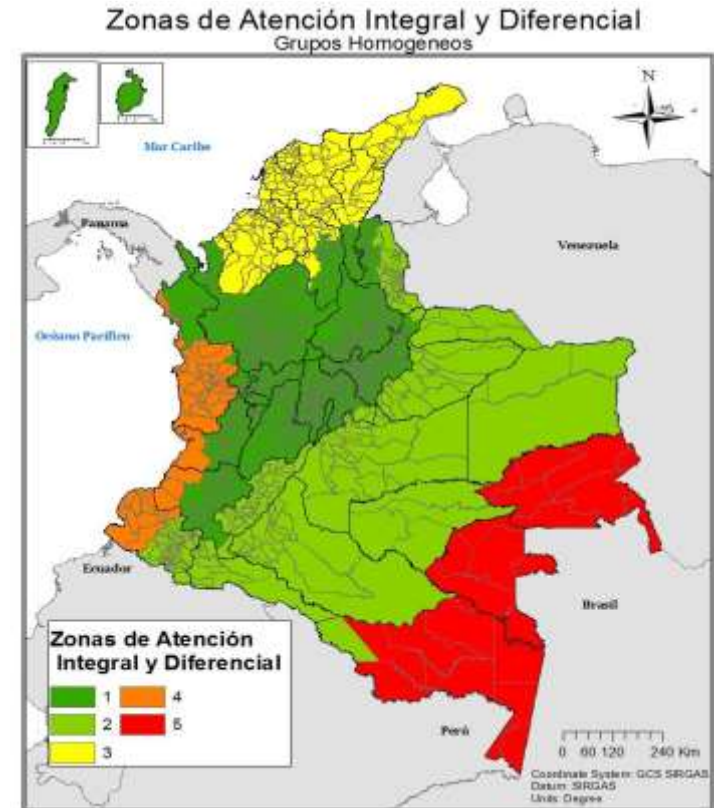 Zonas de Atención Integral y Diferencial
Grupos Homogeneos
N
Mar Caribe
Panama
Venezuela
Océano Pacífico
Ecuador
Brasil
Perú
Zonas de Atención
Integral y Diferencial
1 4
2 5
3
0 60 120 240 Km
Coordinate System: GCS SIRGAS
Datum: SIRGAS
Units: Degree